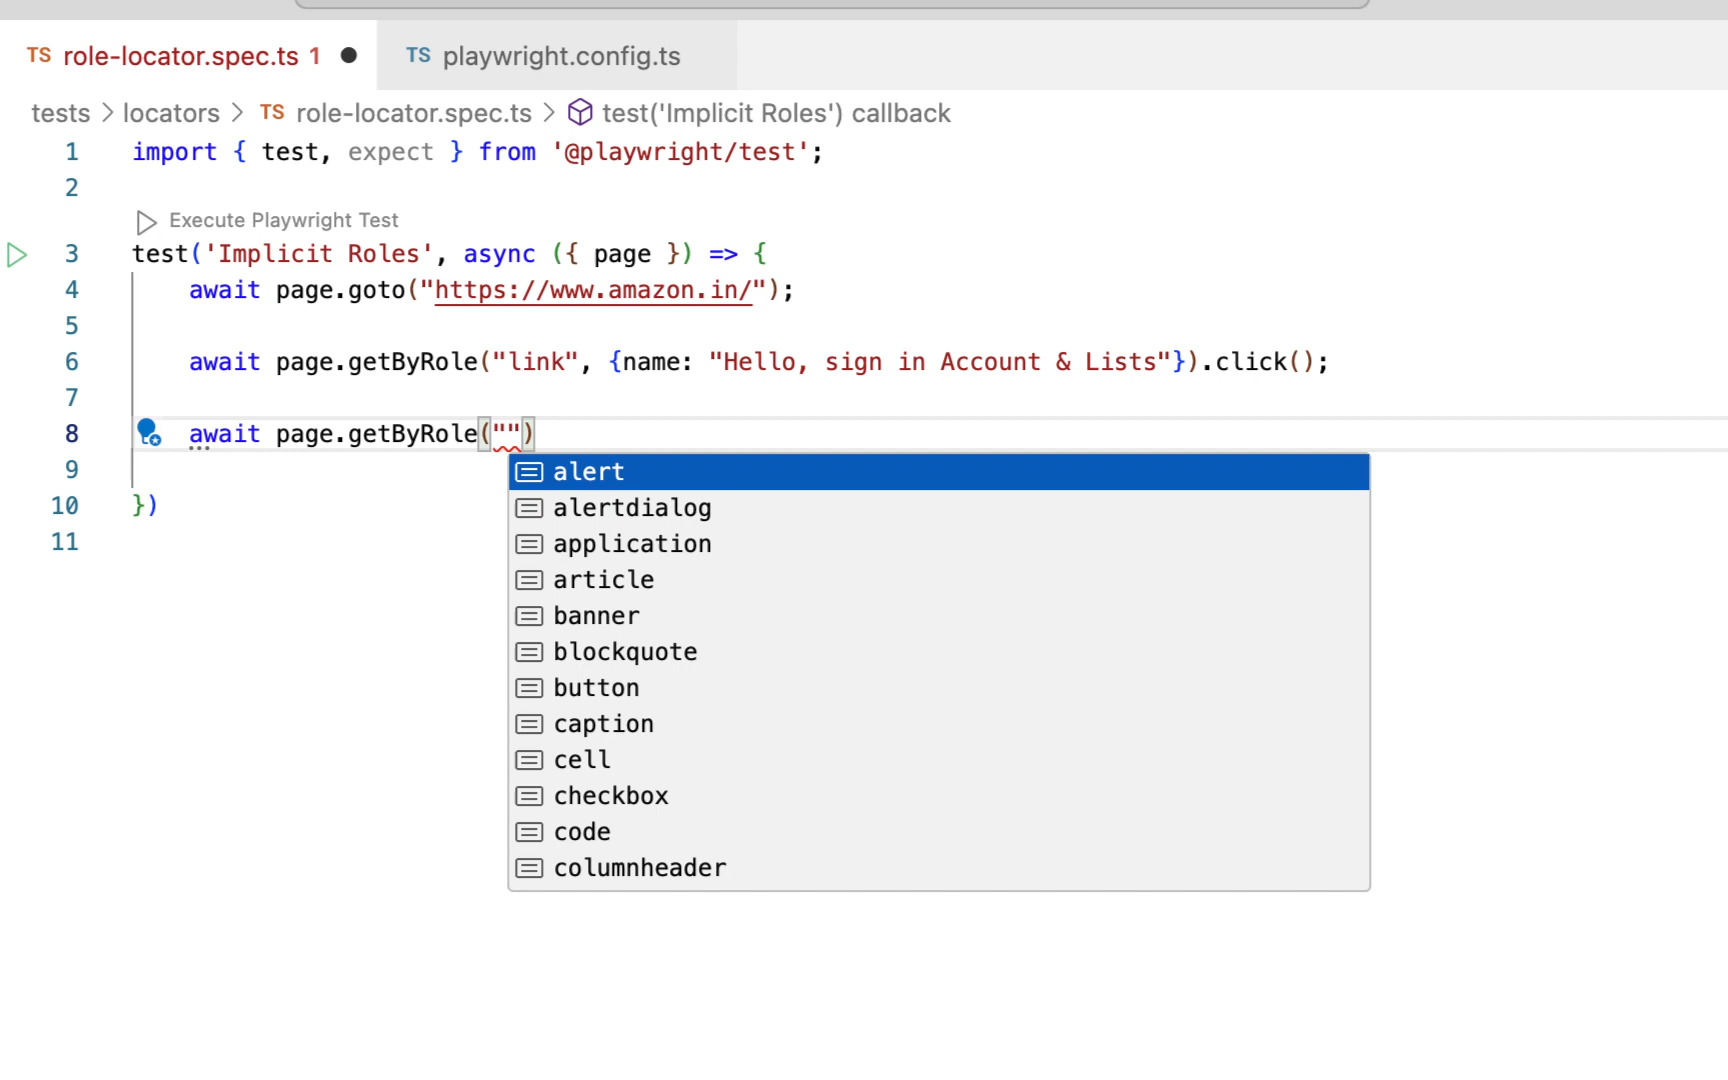 TS role-locator.spec.ts 1 ● TS playwright.config.ts
tests > locators > TS role-locator.spec.ts > test('Implicit Roles') callback
1 import { test, expect } from '@playwright/test';
2
Execute Playwright Test
3 test('Implicit Roles', async ({ page }) => {
4 await page.goto("https://www.amazon.in/");
5
6 await page.getByRole("link", {name: "Hello, sign in Account & Lists"}).click();
7
8 await page.getByRole("")
9
10 })
11
alert
alertdialog
application
article
banner
blockquote
button
caption
cell
checkbox
code
columnheader